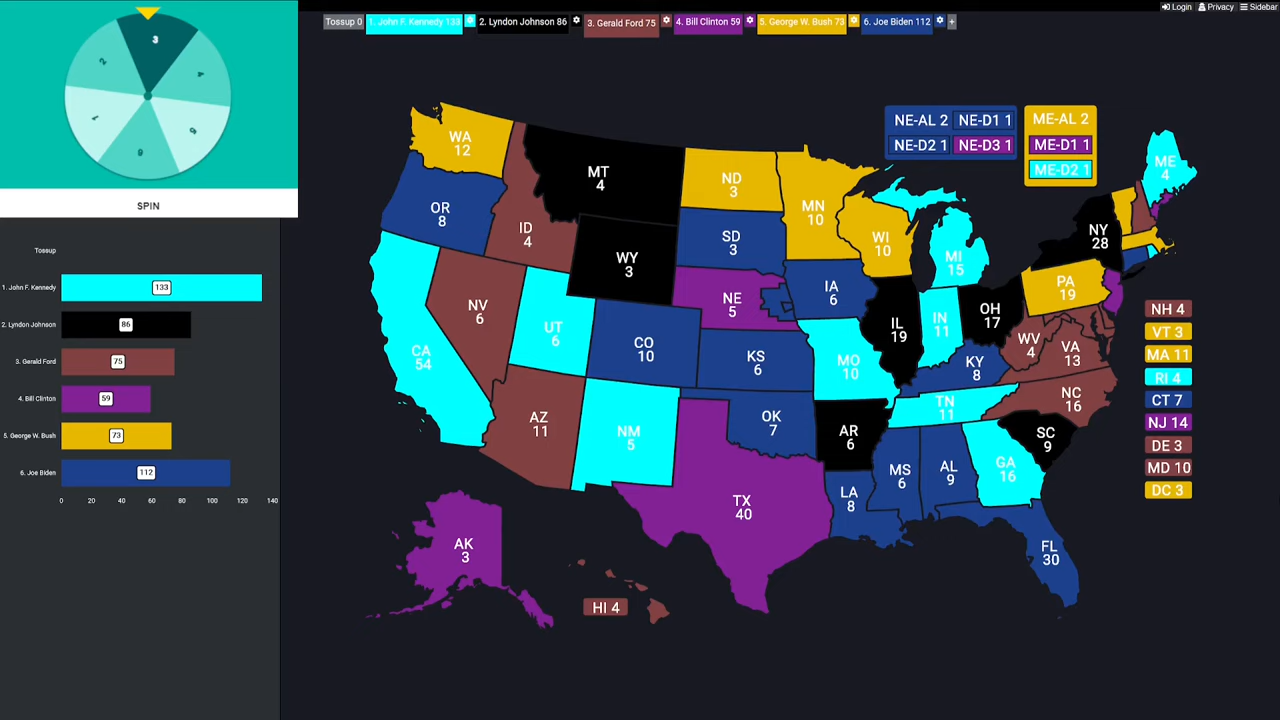 Login Privacy Sidebar
Tossup 0 1. John F. Kennedy 133 2. Lyndon Johnson 86 3. Gerald Ford 75 4. Bill Clinton 59 5. George W. Bush 73 6. Joe Biden 112 +
3
2
4
1
5
6
SPIN
Tossup
1. John F. Kennedy 133
2. Lyndon Johnson 86
3. Gerald Ford 75
4. Bill Clinton 59
5. George W. Bush 73
6. Joe Biden 112
0 20 40 60 80 100 120 140
NE-AL 2 NE-D1 1
NE-D2 1 NE-D3 1
ME-AL 2
ME-D1 1
ME-D2 1
WA
12
OR
8
CA
54
ID
4
NV
6
AZ
11
MT
4
WY
3
UT
6
CO
10
NM
5
ND
3
SD
3
NE
5
KS
6
OK
7
TX
40
MN
10
IA
6
MO
10
AR
6
LA
8
WI
10
IL
19
MI
15
IN
11
OH
17
KY
8
TN
11
MS
6
AL
9
GA
16
FL
30
SC
9
NC
16
VA
13
WV
4
PA
19
NY
28
ME
4
NH 4
VT 3
MA 11
RI 4
CT 7
NJ 14
DE 3
MD 10
DC 3
AK
3
HI 4